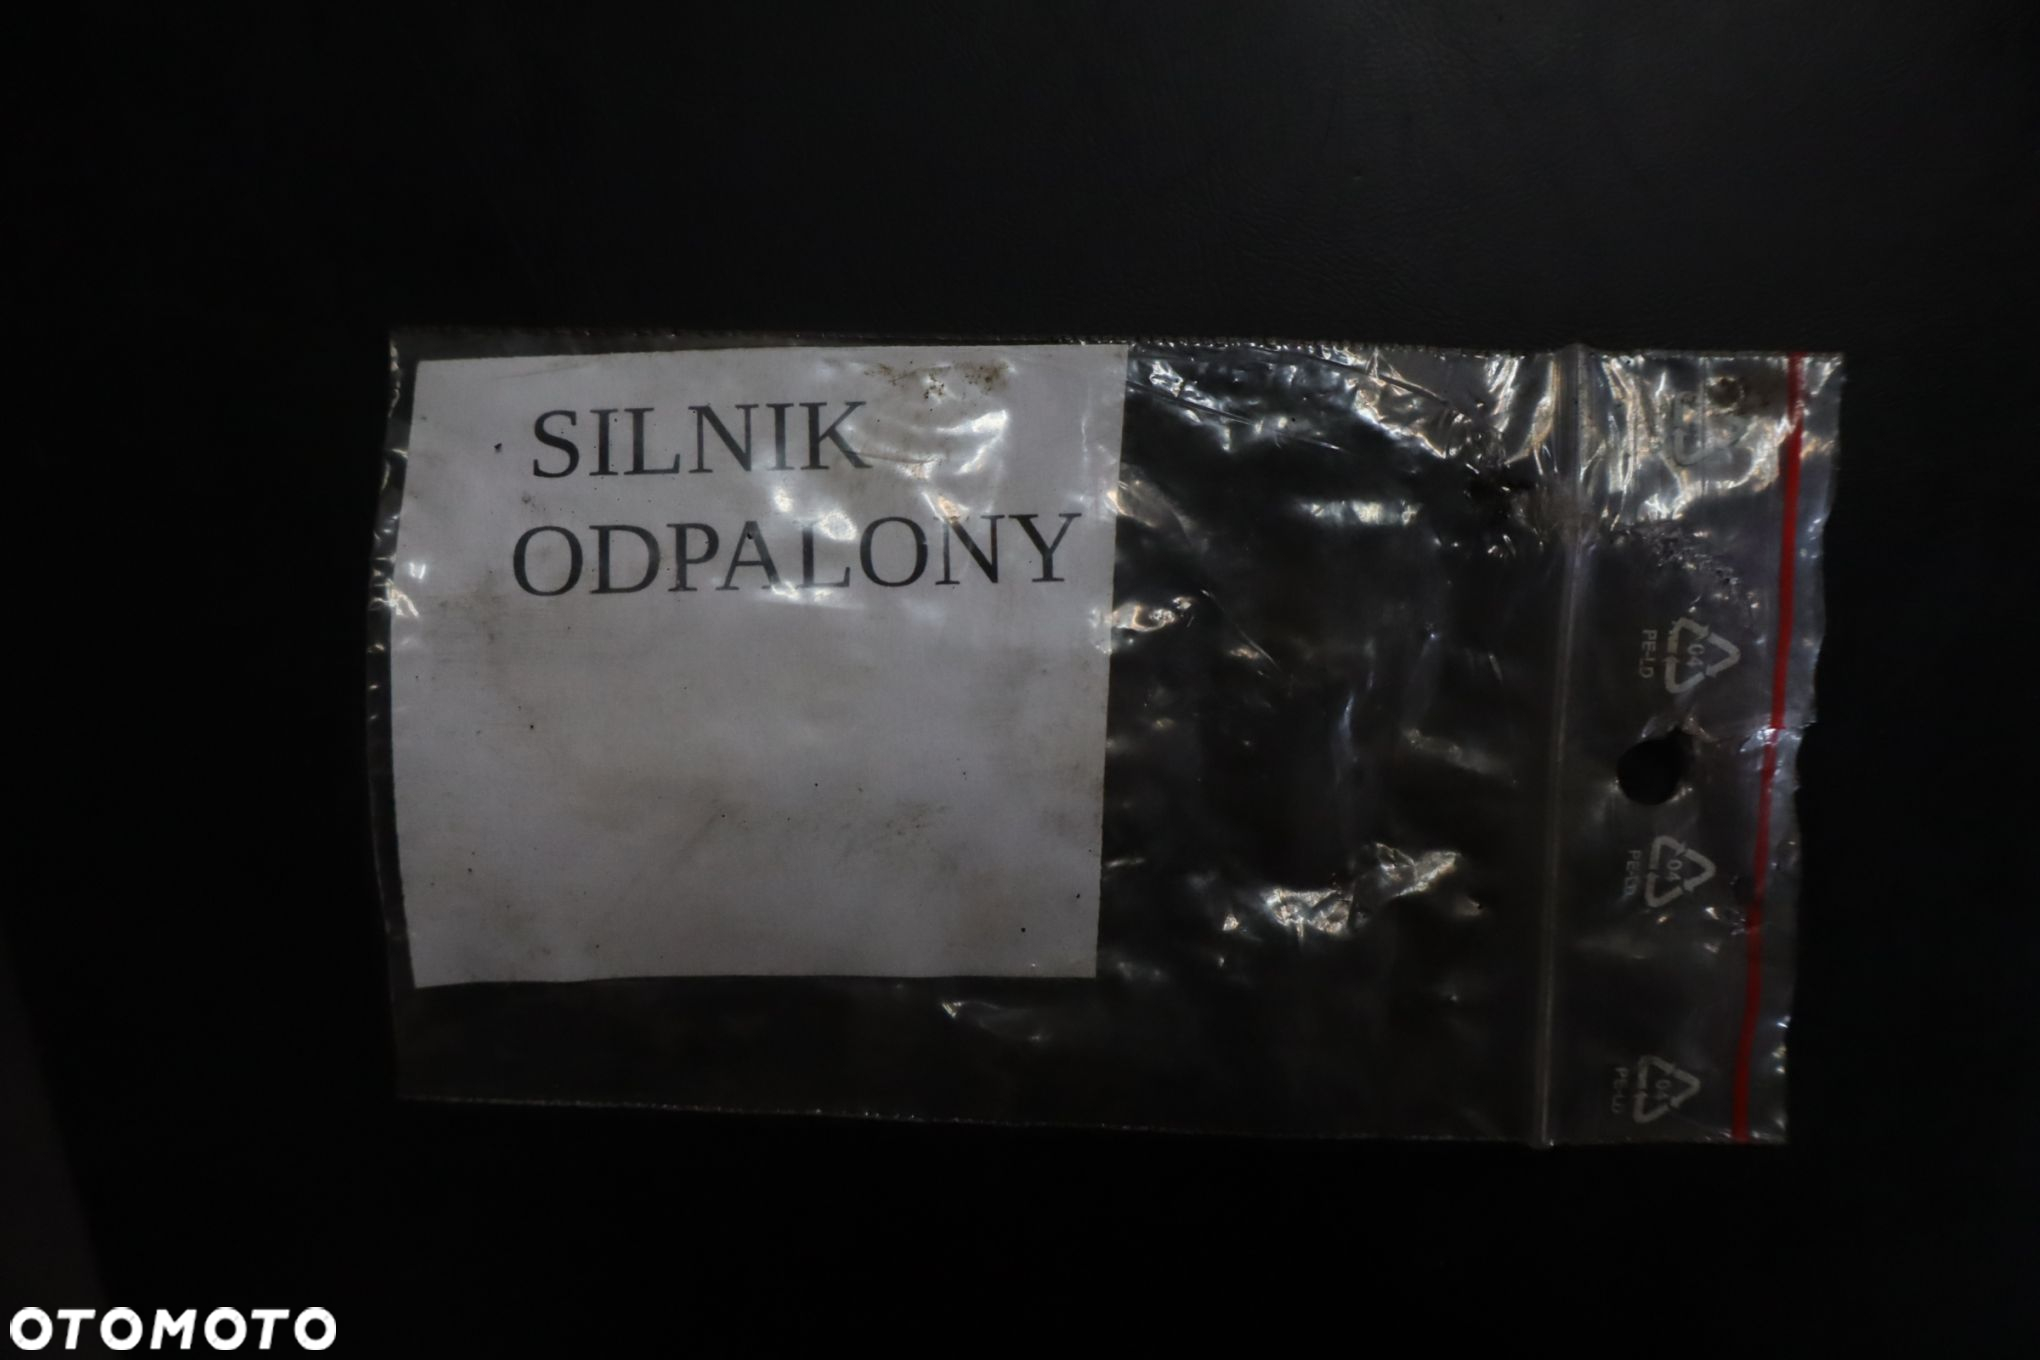 SILNIK
ODPALONY
04
PE-LD
04
PE-LD
04
PE-LD
OTOMOTO